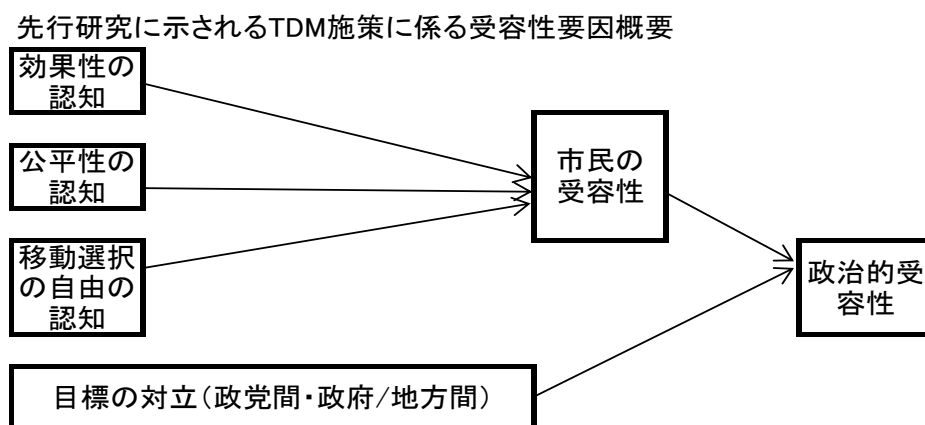 先行研究に示されるTDM施策に係る受容性要因概要
効果性の
認知
公平性の
認知
移動選択
の自由の
認知
市民の
受容性
政治的受
容性
目標の対立（政党間・政府/地方間）